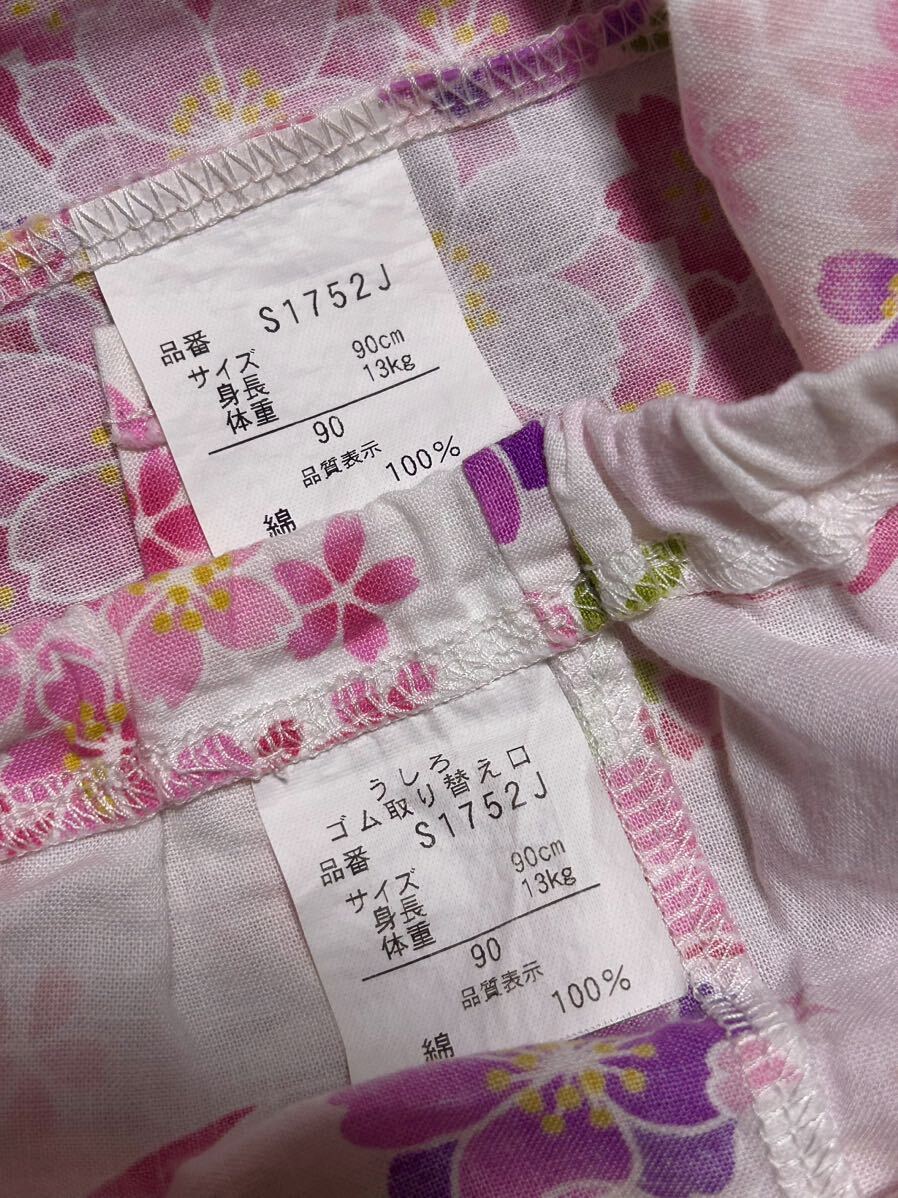 品番 S1752J
サイズ
身長 90cm
体重 13kg
90
品質表示
綿 100%
うしろ
ゴム取り替え口
品番 S1752J
サイズ
身長 90cm
体重 13kg
90
品質表示
綿 100%